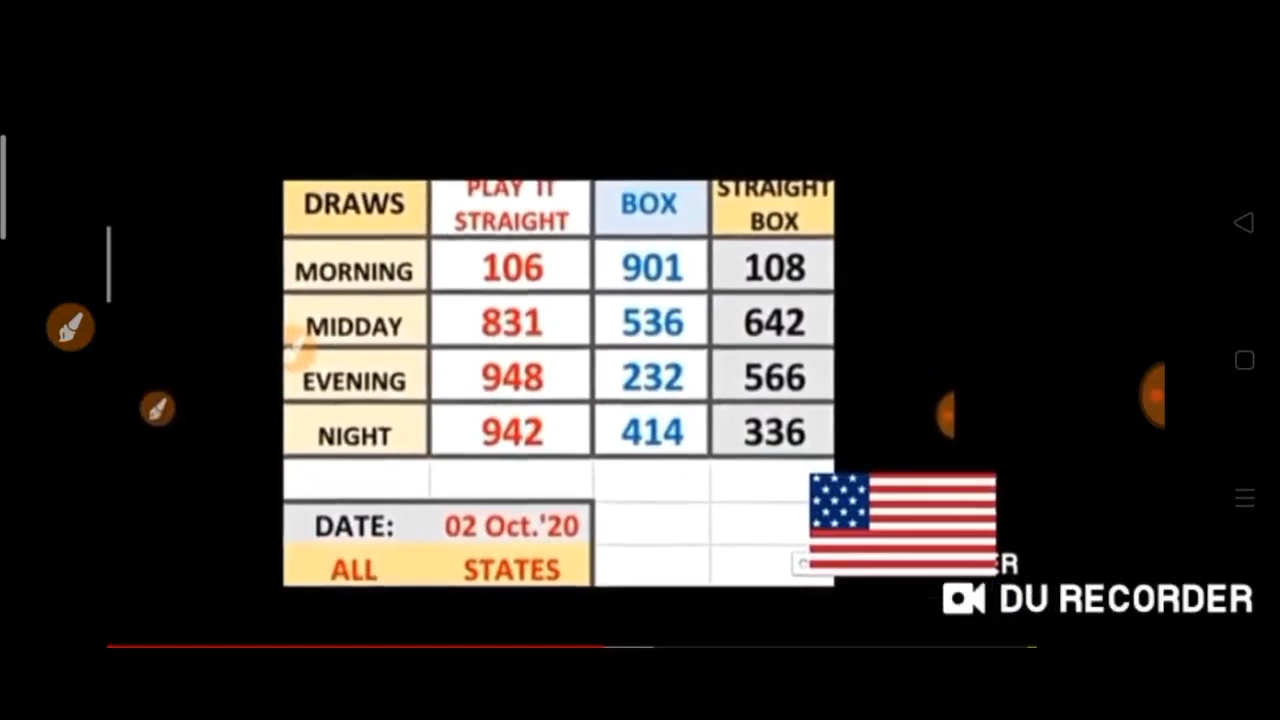 DRAWS PLAY IT STRAIGHT BOX STRAIGHT BOX
MORNING 106 901 108
MIDDAY 831 536 642
EVENING 948 232 566
NIGHT 942 414 336
DATE: 02 Oct.'20
ALL STATES
DU RECORDER